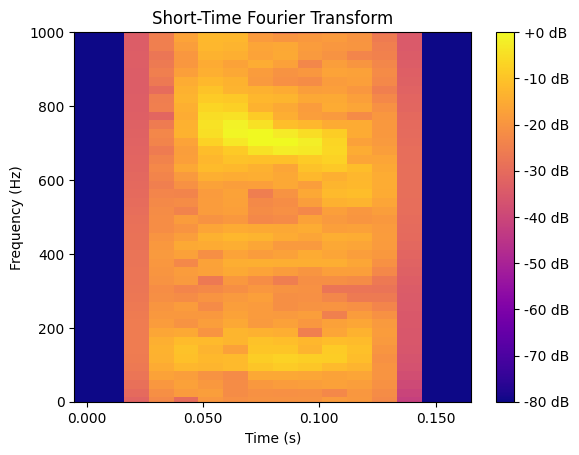 Short-Time Fourier Transform
1000
800
600
400
200
0
Frequency (Hz)
0.000
0.050
0.100
0.150
Time (s)
+0 dB
-10 dB
-20 dB
-30 dB
-40 dB
-50 dB
-60 dB
-70 dB
-80 dB